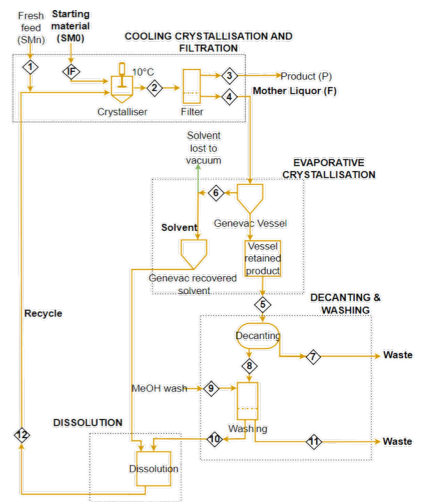 Fresh
feed
(SMn)
Starting
material
(SM0)
COOLING CRYSTALLISATION AND
FILTRATION
1
IF
10°C
2
3
4
Product (P)
Mother Liquor (F)
Crystalliser
Filter
Solvent
lost to
vacuum
EVAPORATIVE
CRYSTALLISATION
6
Solvent
Genevac Vessel
Vessel
retained
product
Genevac recovered
solvent
5
Recycle
DECANTING &
WASHING
Decanting
7
Waste
8
MeOH wash
9
Washing
10
11
Waste
DISSOLUTION
12
Dissolution